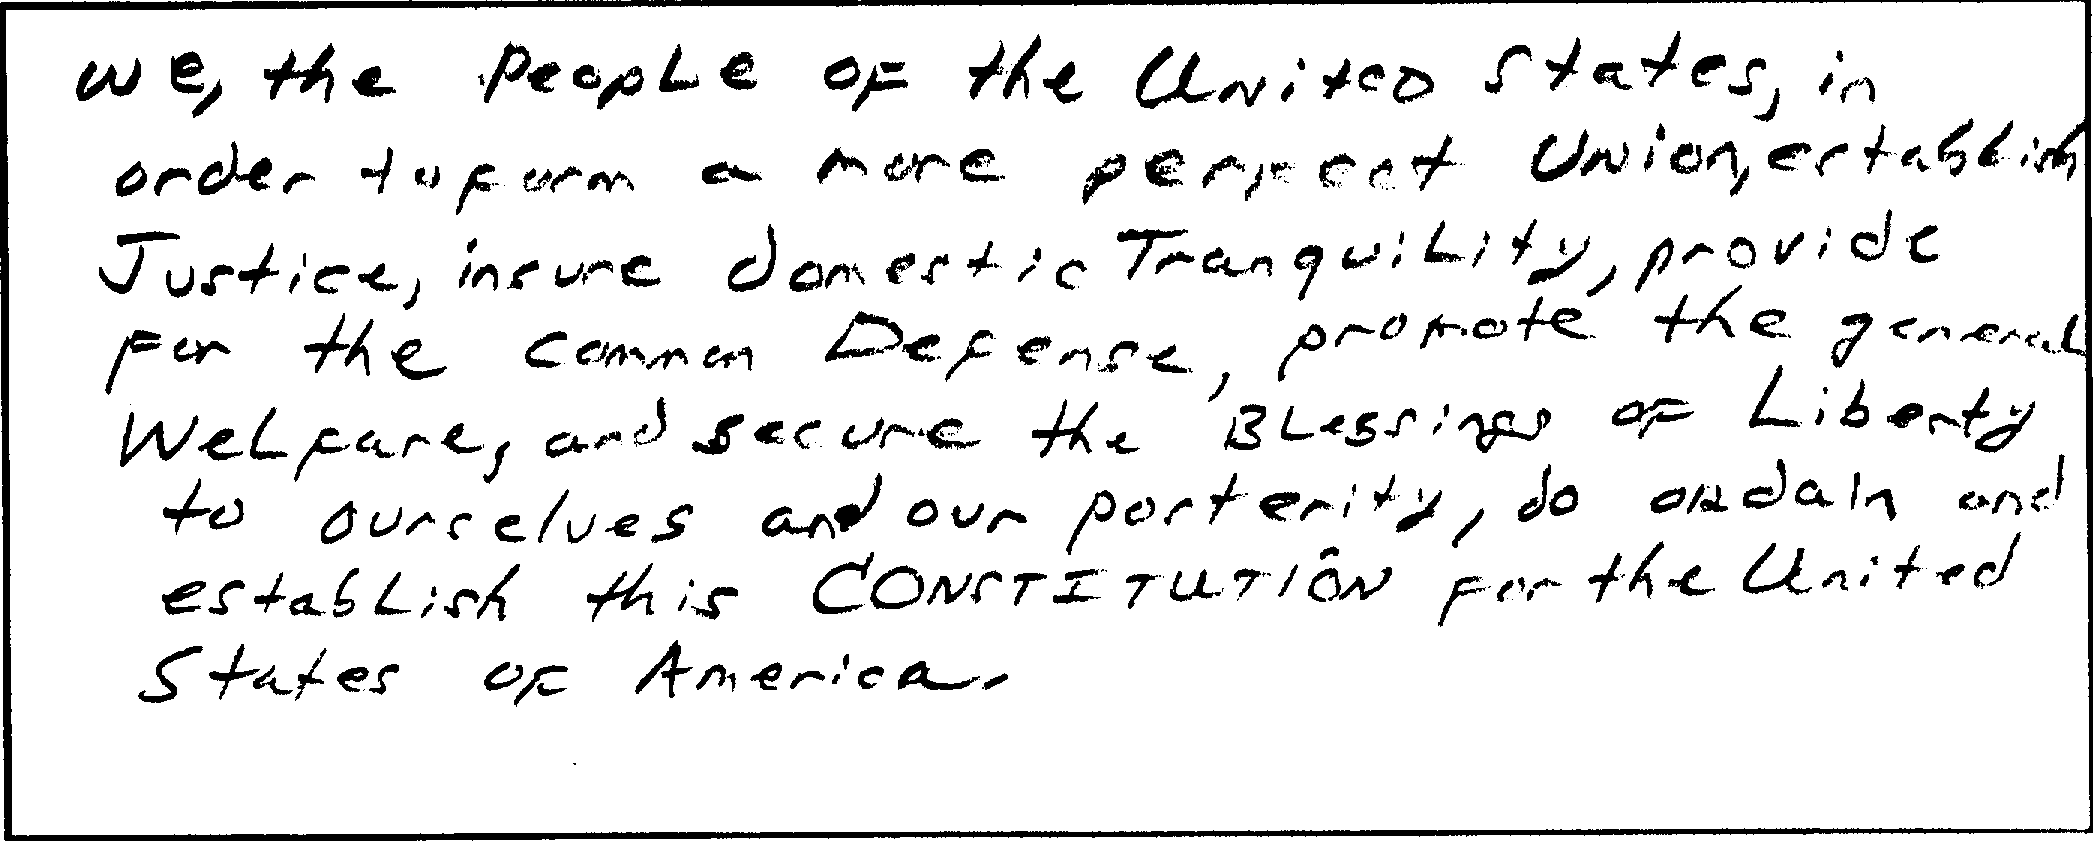 We, the People of the United States, in
order to form a more perfect Union, establish
Justice, insure domestic Tranquility, provide
for the common Defense, promote the general
Welfare, and secure the Blessings of Liberty
to ourselves and our posterity, do ordain and
establish this CONSTITUTION for the United
States of America.